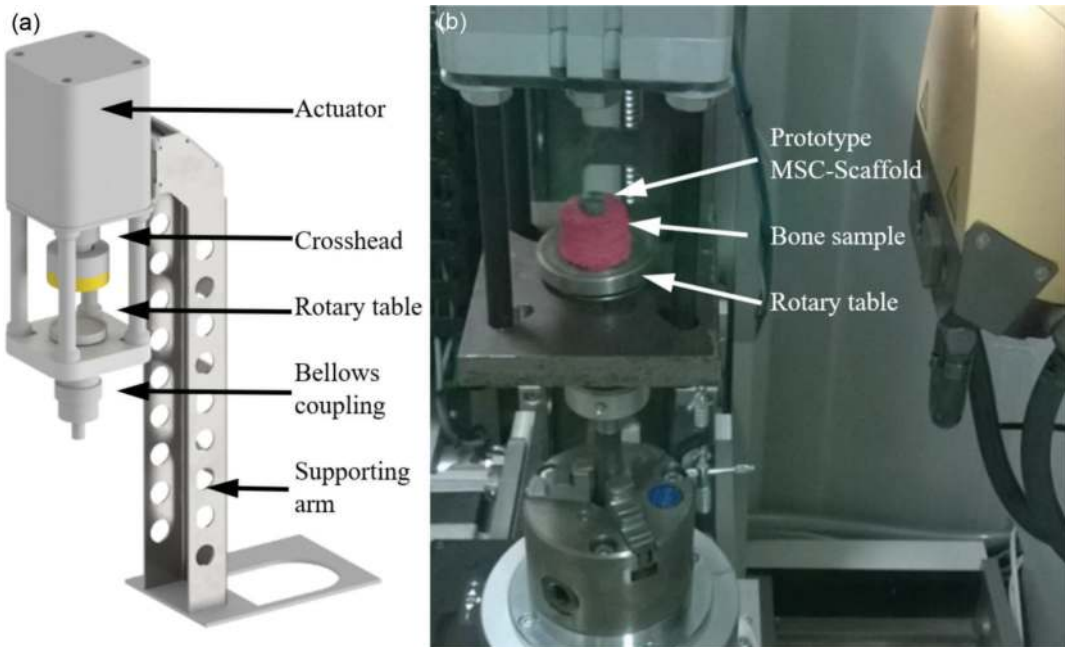 (a)
Actuator
Crosshead
Rotary table
Bellows
coupling
Supporting
arm
(b)
Prototype
MSC-Scaffold
Bone sample
Rotary table